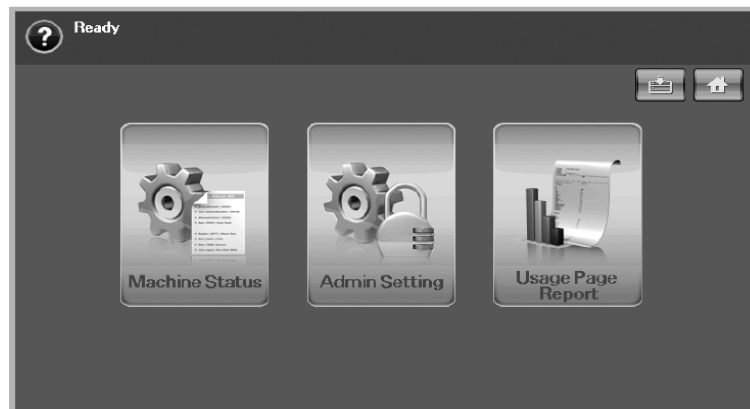 ?
Ready
Machine Status
Admin Setting
Usage Page
Report